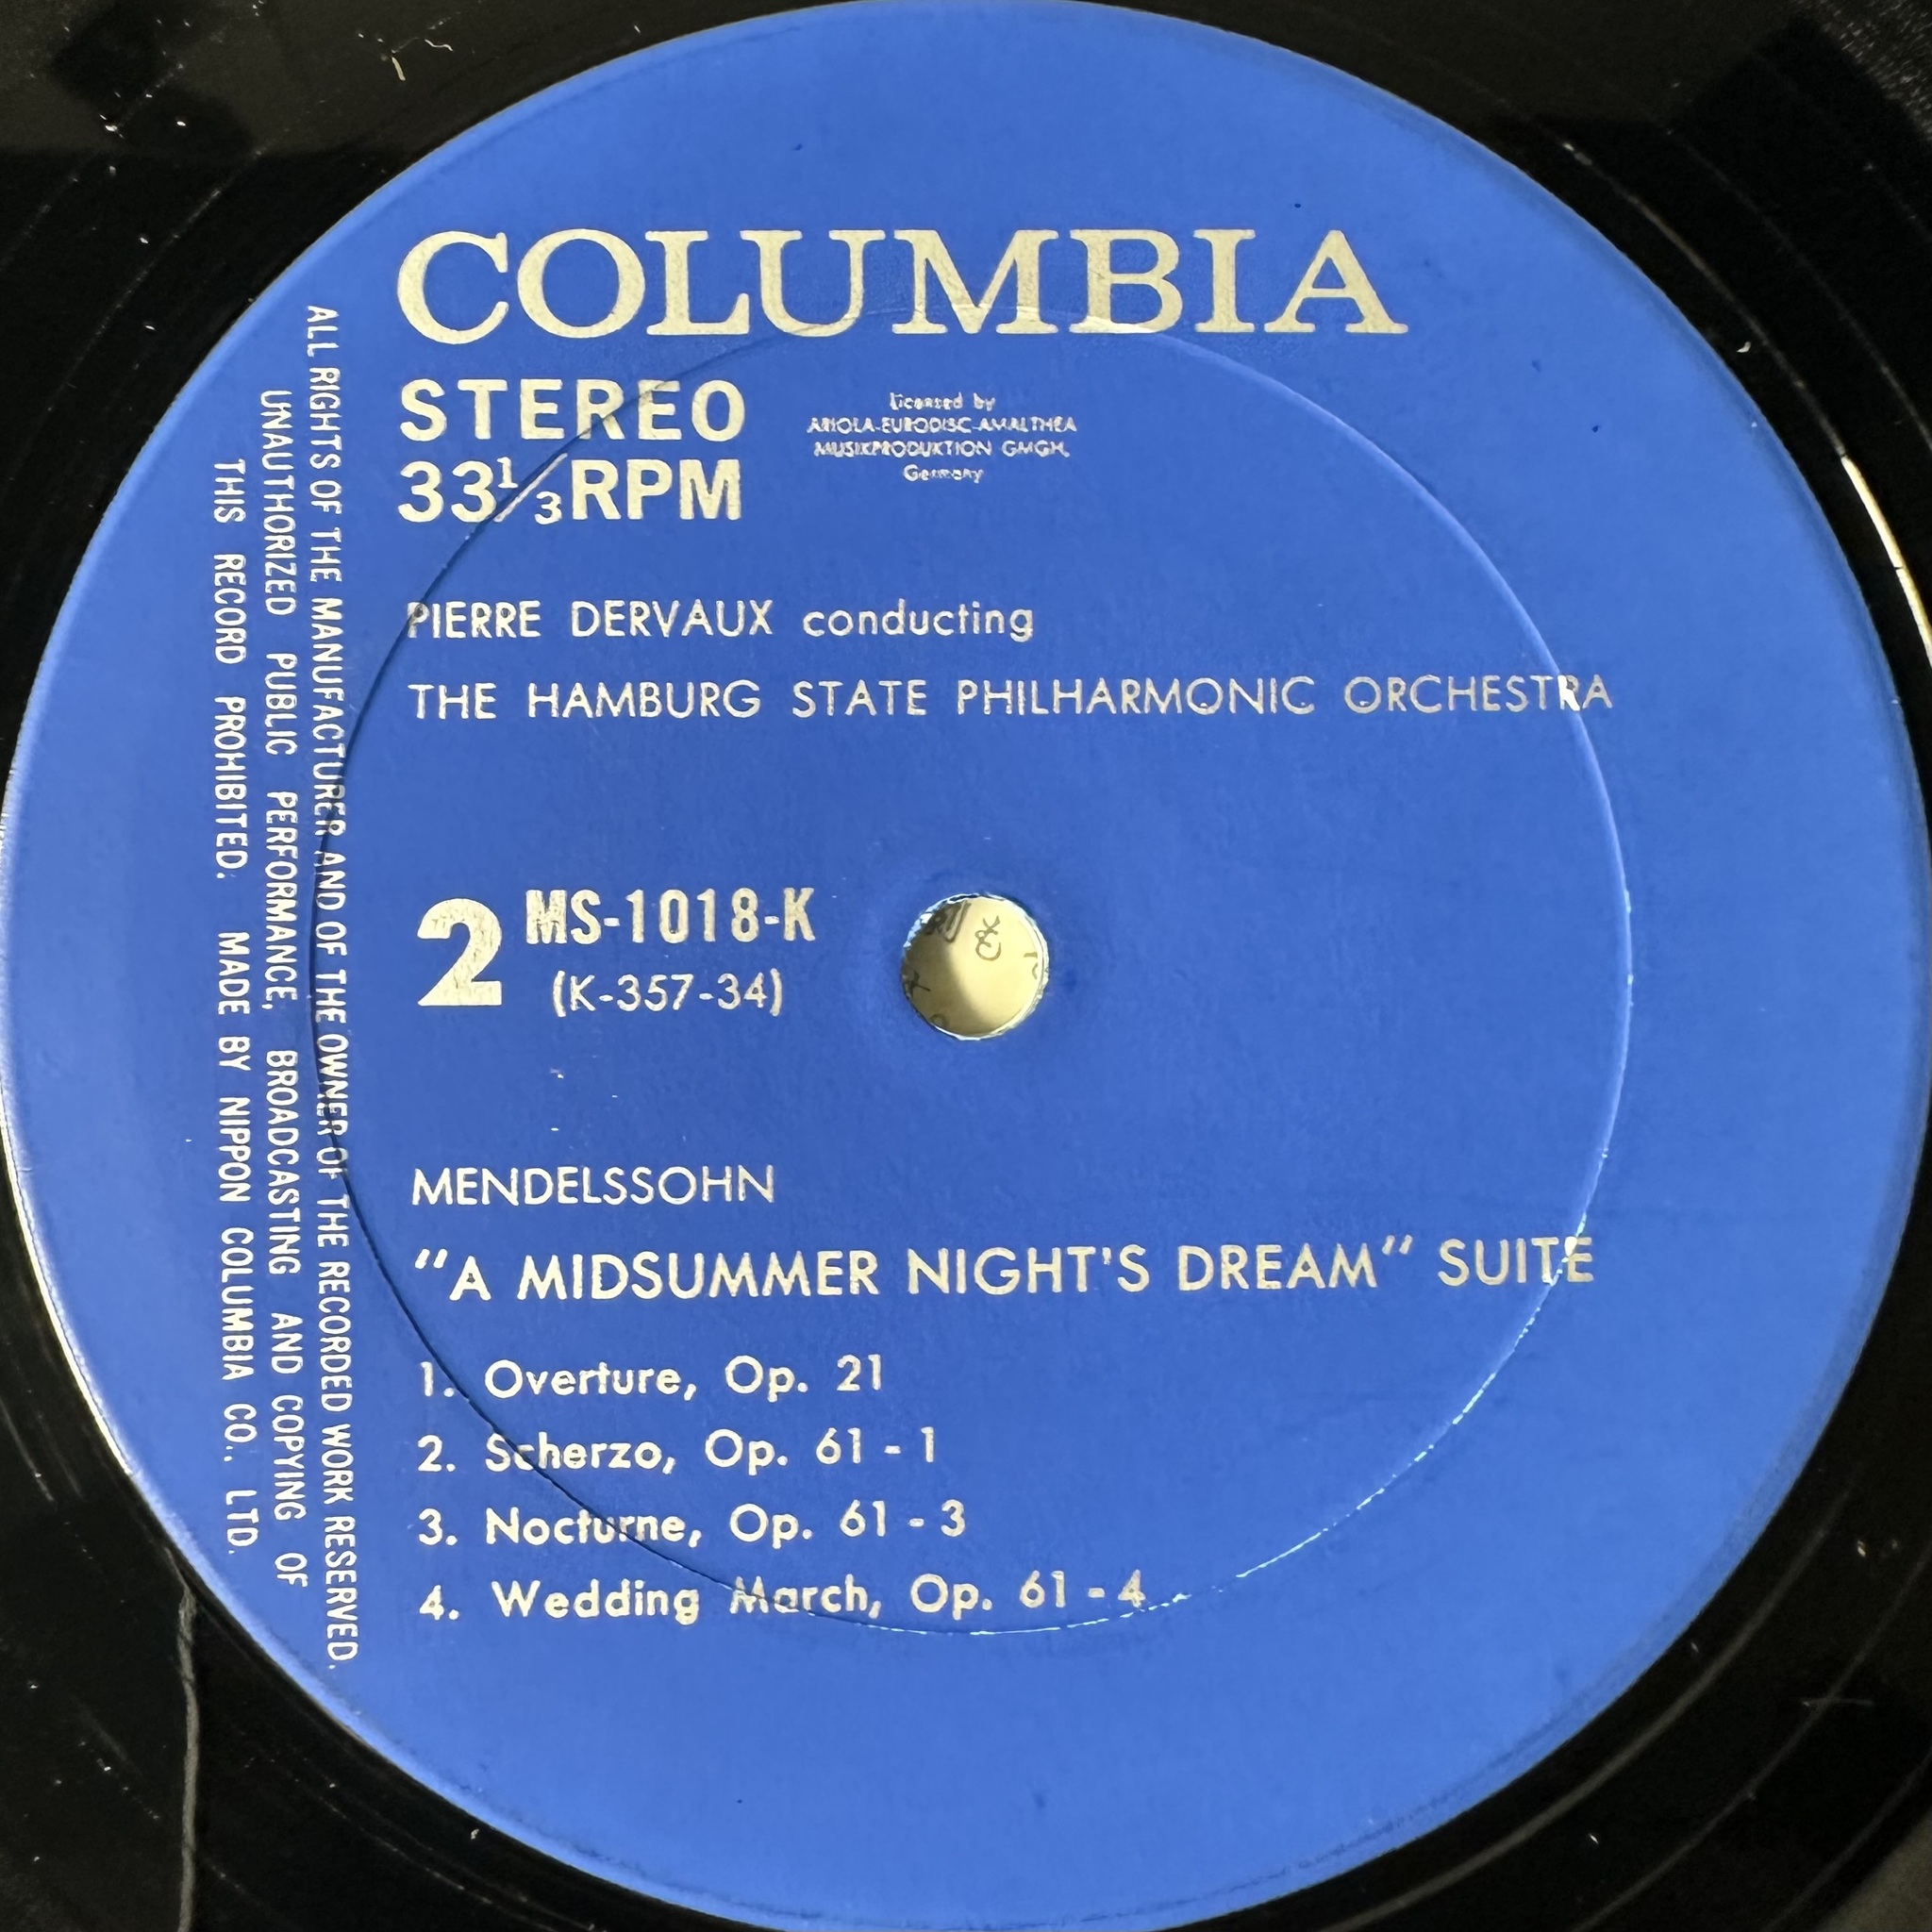 COLUMBIA
STEREO
33 1/3 RPM
Licensed by
ARIOLA-EURODISC-AMALTHEA
MUSIKPRODUKTION GMGH,
Germany
PIERRE DERVAUX conducting
THE HAMBURG STATE PHILHARMONIC ORCHESTRA
2 MS-1018-K
(K-357-34)
MENDELSSOHN
"A MIDSUMMER NIGHT'S DREAM" SUITE
1. Overture, Op. 21
2. Scherzo, Op. 61 - 1
3. Nocturne, Op. 61 - 3
4. Wedding March, Op. 61 - 4
ALL RIGHTS OF THE MANUFACTURER AND OF THE OWNER OF THE RECORDED WORK RESERVED.
UNAUTHORIZED PUBLIC PERFORMANCE, BROADCASTING AND COPYING OF
THIS RECORD PROHIBITED. MADE BY NIPPON COLUMBIA CO., LTD.